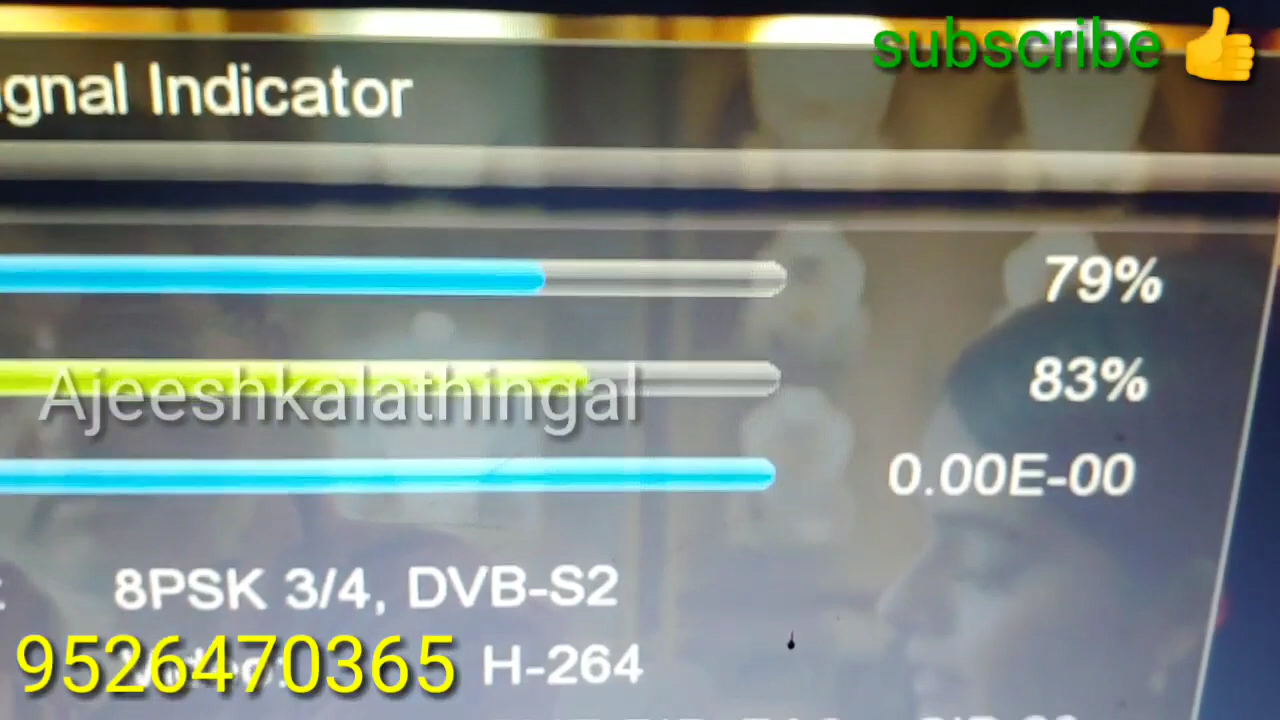 subscribe 👍
gnal Indicator
79%
83%
Ajeeshkalathingal
0.00E-00
8PSK 3/4, DVB-S2
9526470365 H-264